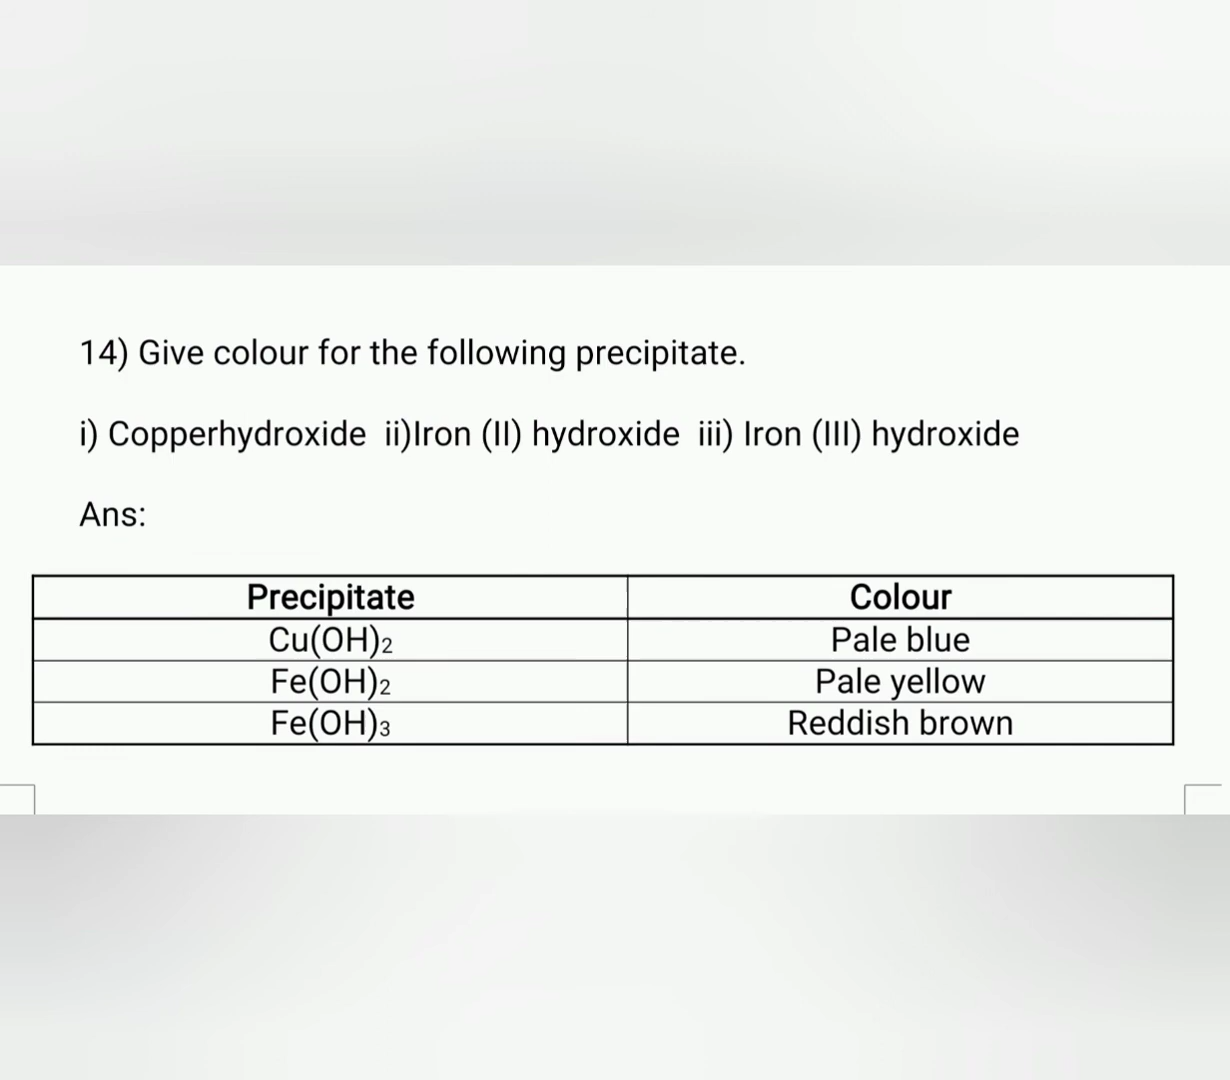 14) Give colour for the following precipitate.
i) Copperhydroxide ii)Iron (II) hydroxide iii) Iron (III) hydroxide
Ans:
Precipitate Colour
Cu(OH)2 Pale blue
Fe(OH)2 Pale yellow
Fe(OH)3 Reddish brown